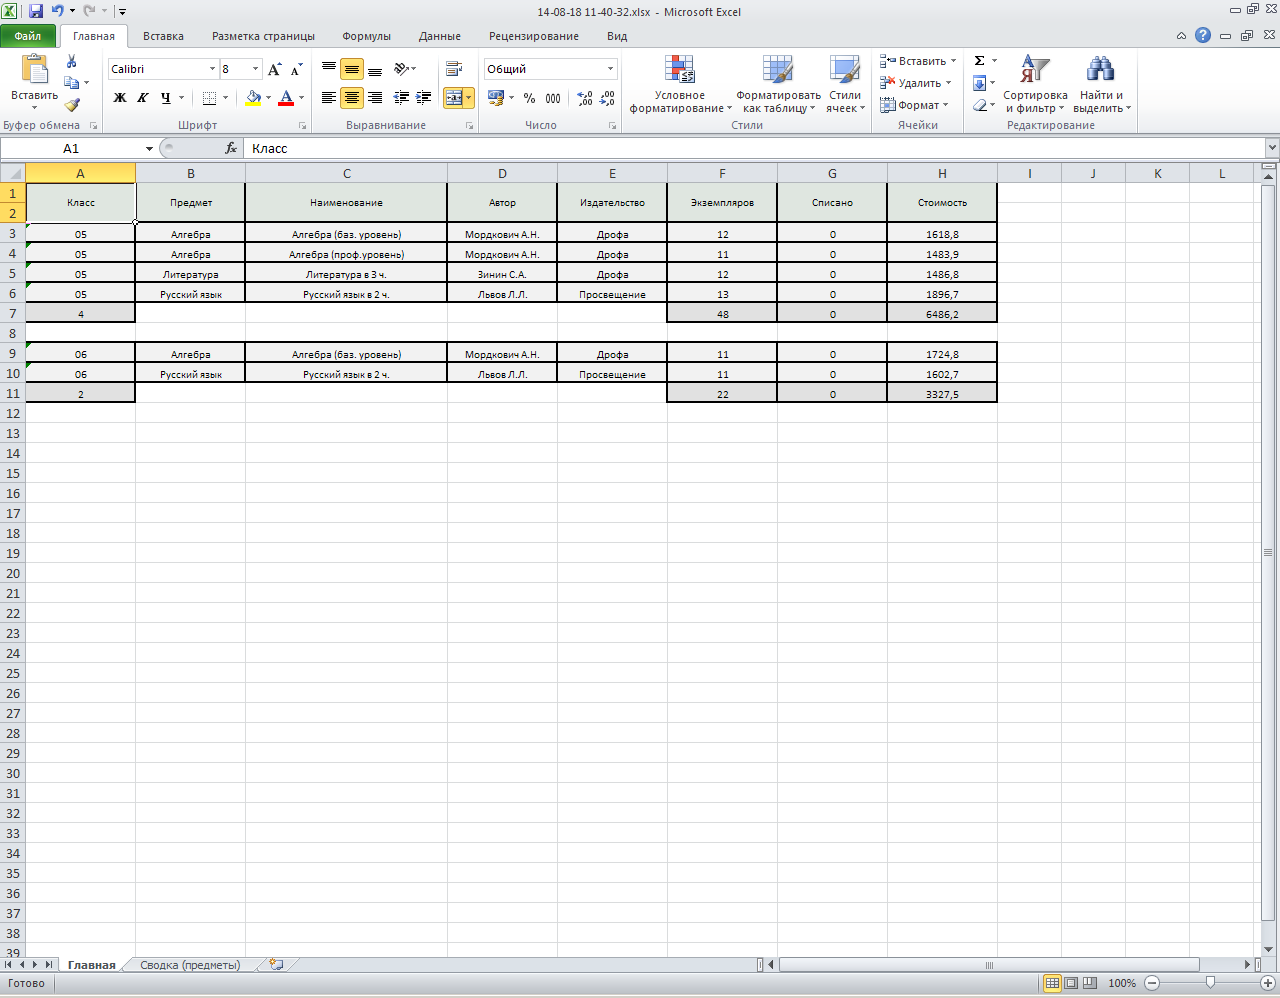 14-08-18 11-40-32.xlsx - Microsoft Excel
Файл Главная Вставка Разметка страницы Формулы Данные Рецензирование Вид
Вставить
Буфер обмена
Calibri 8
Ж К Ч
Шрифт
Выравнивание
Общий
% 000
Число
Условное форматирование
Форматировать как таблицу
Стили ячеек
Стили
Вставить
Удалить
Формат
Ячейки
Сортировка и фильтр
Найти и выделить
Редактирование
A1 fx Класс
A B C D E F G H I J K L
1 Класс Предмет Наименование Автор Издательство Экземпляров Списано Стоимость
2
3 05 Алгебра Алгебра (баз. уровень) Мордкович А.Н. Дрофа 12 0 1618,8
4 05 Алгебра Алгебра (проф.уровень) Мордкович А.Н. Дрофа 11 0 1483,9
5 05 Литература Литература в 3 ч. Зинин С.А. Дрофа 12 0 1486,8
6 05 Русский язык Русский язык в 2 ч. Львов Л.Л. Просвещение 13 0 1896,7
7 4 48 0 6486,2
8
9 06 Алгебра Алгебра (баз. уровень) Мордкович А.Н. Дрофа 11 0 1724,8
10 06 Русский язык Русский язык в 2 ч. Львов Л.Л. Просвещение 11 0 1602,7
11 2 22 0 3327,5
12
13
14
15
16
17
18
19
20
21
22
23
24
25
26
27
28
29
30
31
32
33
34
35
36
37
38
39
Главная Сводка (предметы)
Готово 100%